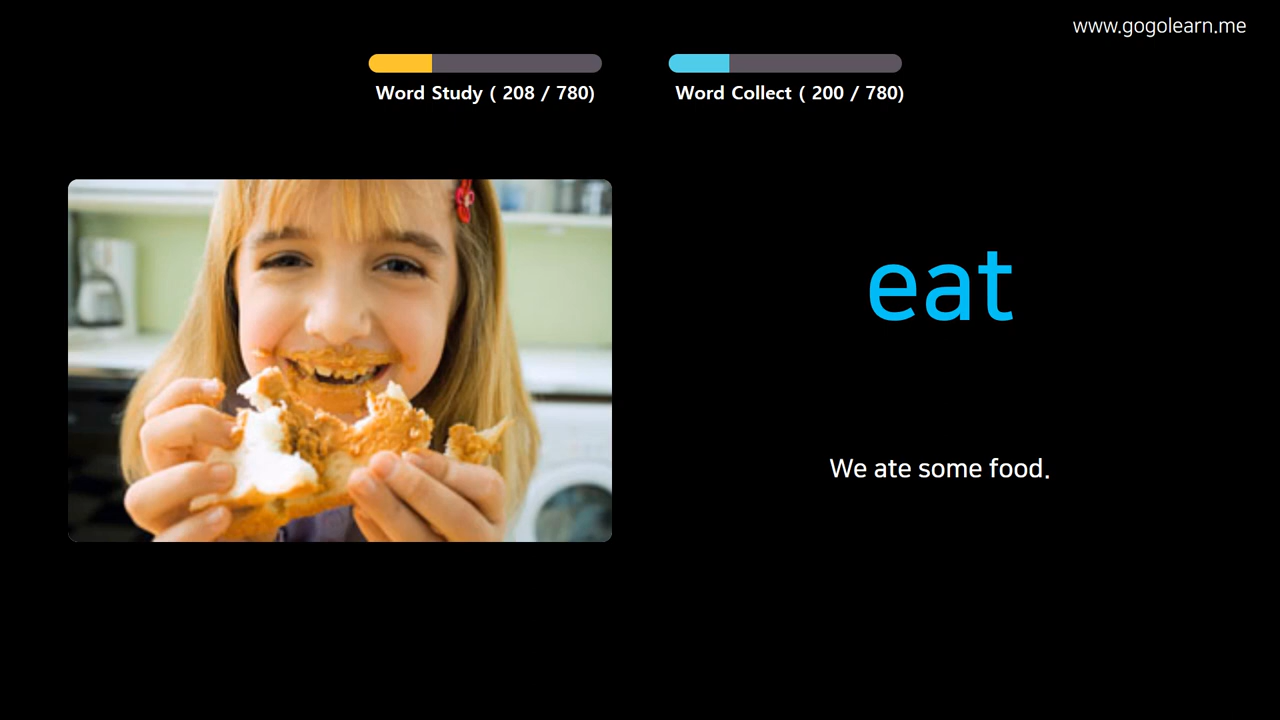 www.gogolearn.me
Word Study ( 208 / 780)
Word Collect ( 200 / 780)
eat
We ate some food.